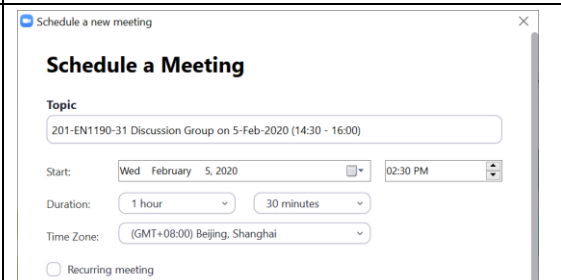 Schedule a new meeting
Schedule a Meeting
Topic
201-EN1190-31 Discussion Group on 5-Feb-2020 (14:30 - 16:00)
Start: Wed February 5, 2020 02:30 PM
Duration: 1 hour 30 minutes
Time Zone: (GMT+08:00) Beijing, Shanghai
Recurring meeting